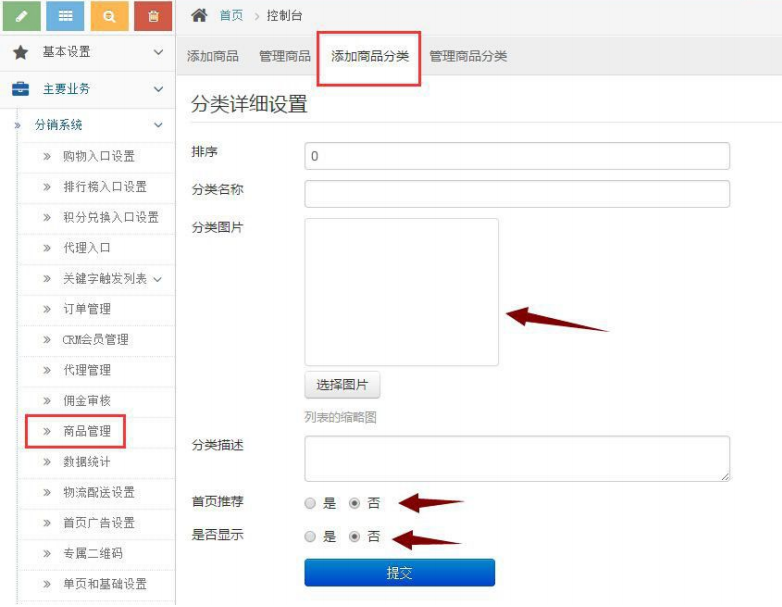 首页 > 控制台
基本设置
主要业务
分销系统
购物入口设置
排行榜入口设置
积分兑换入口设置
代理入口
关键字触发列表
订单管理
CRM会员管理
代理管理
佣金审核
商品管理
数据统计
物流配送设置
首页广告设置
专属二维码
单页和基础设置
添加商品 管理商品 添加商品分类 管理商品分类
分类详细设置
排序 0
分类名称
分类图片
选择图片
列表的缩略图
分类描述
首页推荐 是 否
是否显示 是 否
提交